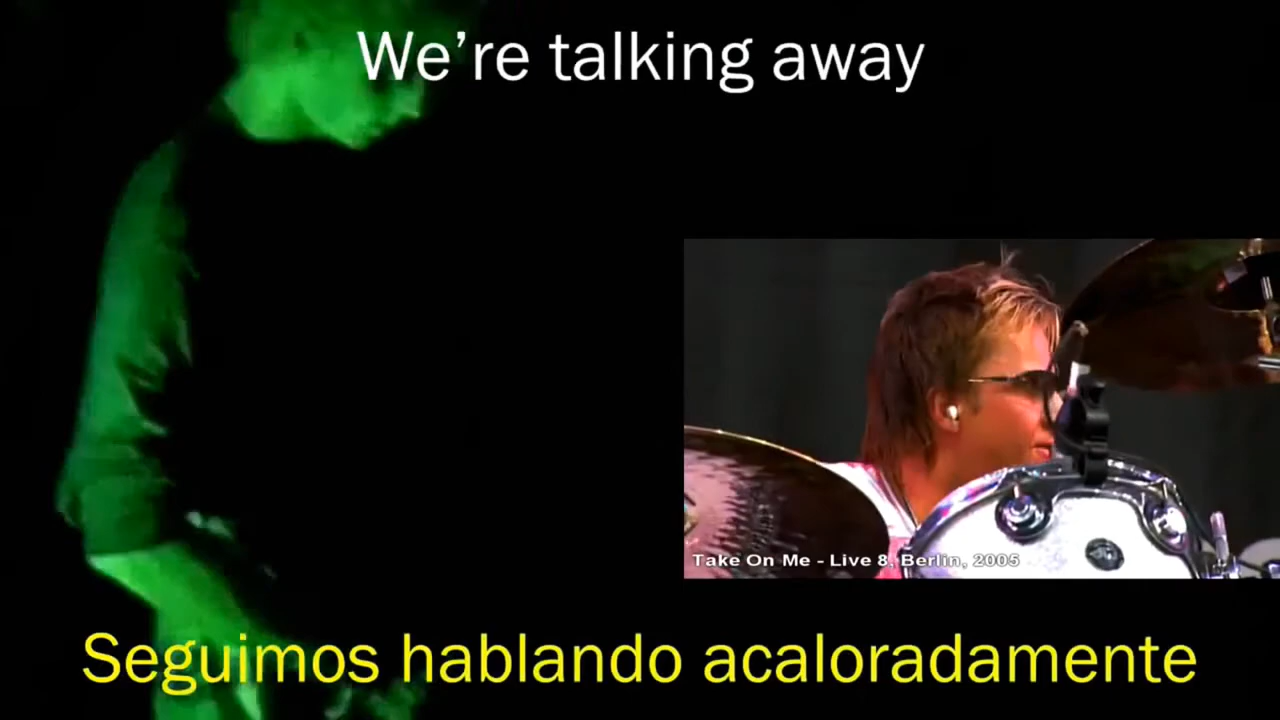 We’re talking away
Take On Me - Live 8, Berlin, 2005
Seguimos hablando acaloradamente